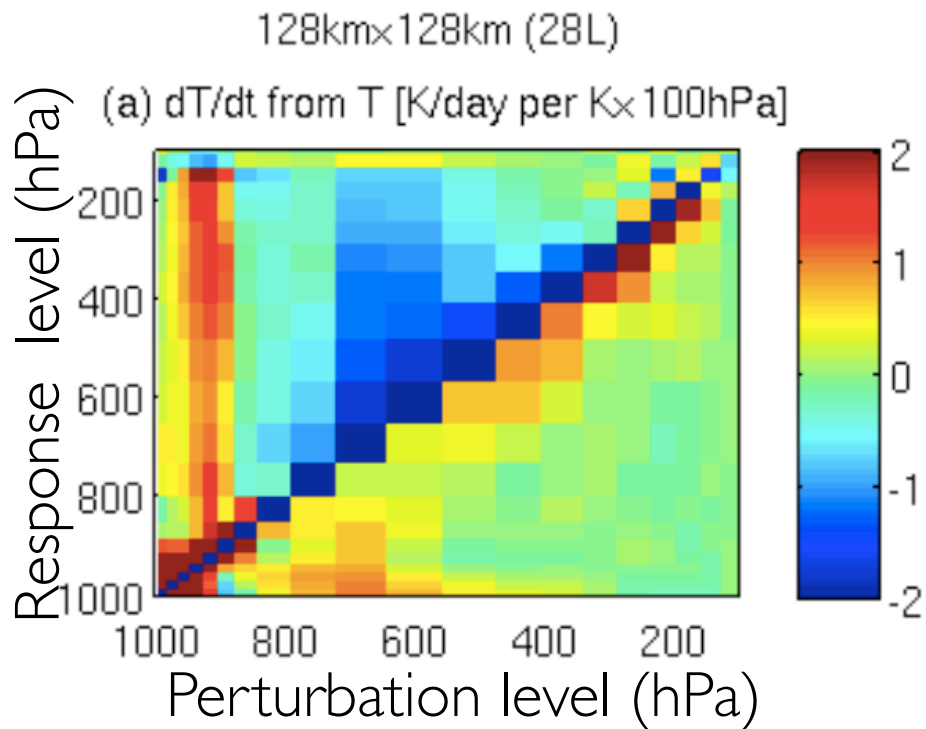 128km×128km (28L)
(a) dT/dt from T [K/day per K×100hPa]
Response level (hPa)
200
400
600
800
1000
2
1
0
-1
-2
1000 800 600 400 200
Perturbation level (hPa)